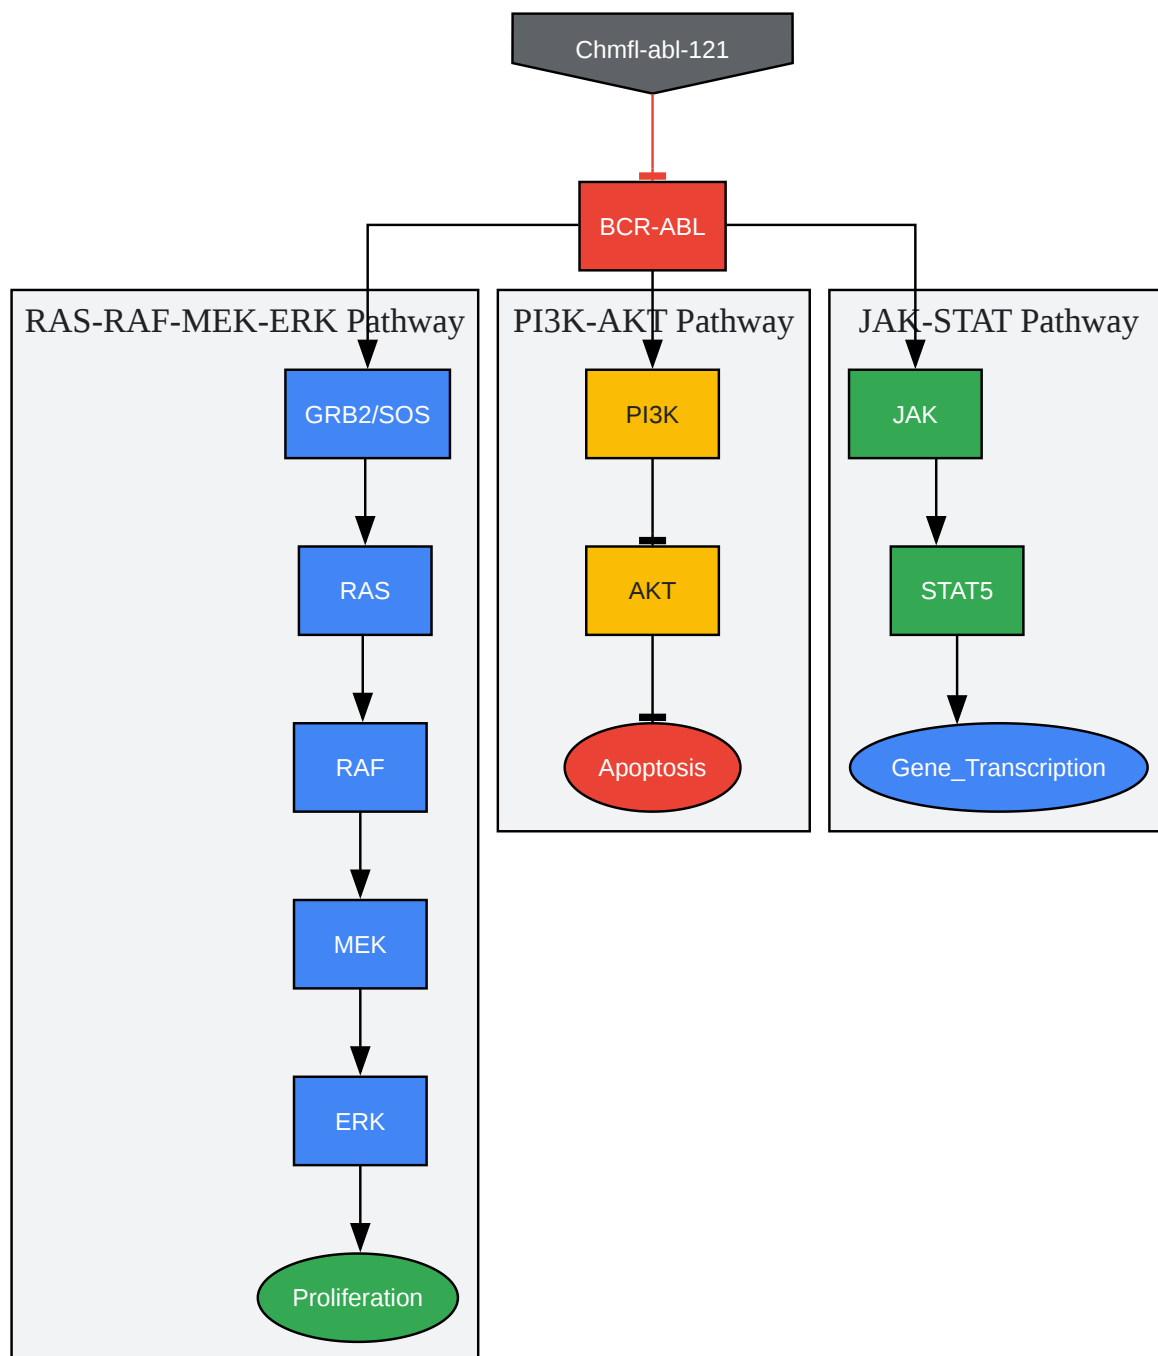 Chmfl-abl-121
BCR-ABL
RAS-RAF-MEK-ERK Pathway
PI3K-AKT Pathway
JAK-STAT Pathway
GRB2/SOS
PI3K
JAK
RAS
AKT
STAT5
RAF
Apoptosis
Gene_Transcription
MEK
ERK
Proliferation